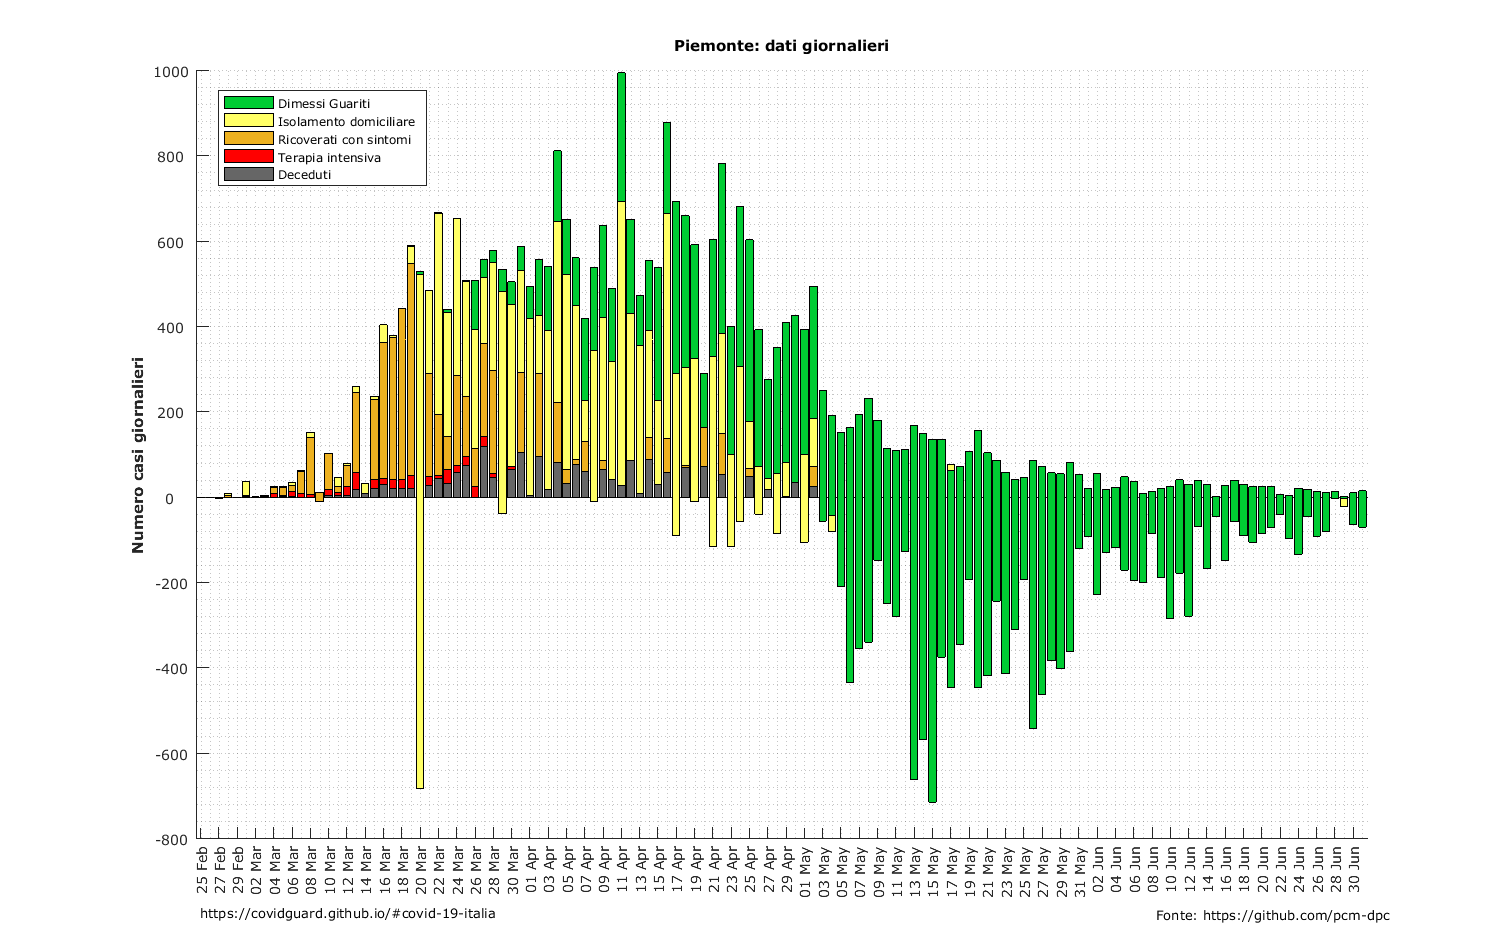 Piemonte: dati giornalieri
1000
800
600
400
200
0
-200
-400
-600
-800
Numero casi giornalieri
Dimessi Guariti
Isolamento domiciliare
Ricoverati con sintomi
Terapia intensiva
Deceduti
25 Feb
27 Feb
29 Feb
02 Mar
04 Mar
06 Mar
08 Mar
10 Mar
12 Mar
14 Mar
16 Mar
18 Mar
20 Mar
22 Mar
24 Mar
26 Mar
28 Mar
30 Mar
01 Apr
03 Apr
05 Apr
07 Apr
09 Apr
11 Apr
13 Apr
15 Apr
17 Apr
19 Apr
21 Apr
23 Apr
25 Apr
27 Apr
29 Apr
01 May
03 May
05 May
07 May
09 May
11 May
13 May
15 May
17 May
19 May
21 May
23 May
25 May
27 May
29 May
31 May
02 Jun
04 Jun
06 Jun
08 Jun
10 Jun
12 Jun
14 Jun
16 Jun
18 Jun
20 Jun
22 Jun
24 Jun
26 Jun
28 Jun
30 Jun
https://covidguard.github.io/#covid-19-italia
Fonte: https://github.com/pcm-dpc